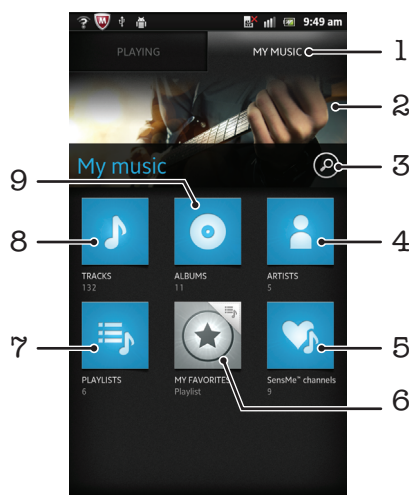 9:49 am
PLAYING
MY MUSIC
1
2
My music
3
9
8
4
TRACKS
132
ALBUMS
11
ARTISTS
5
7
5
PLAYLISTS
6
MY FAVORITES
Playlist
SensMe™ channels
9
6